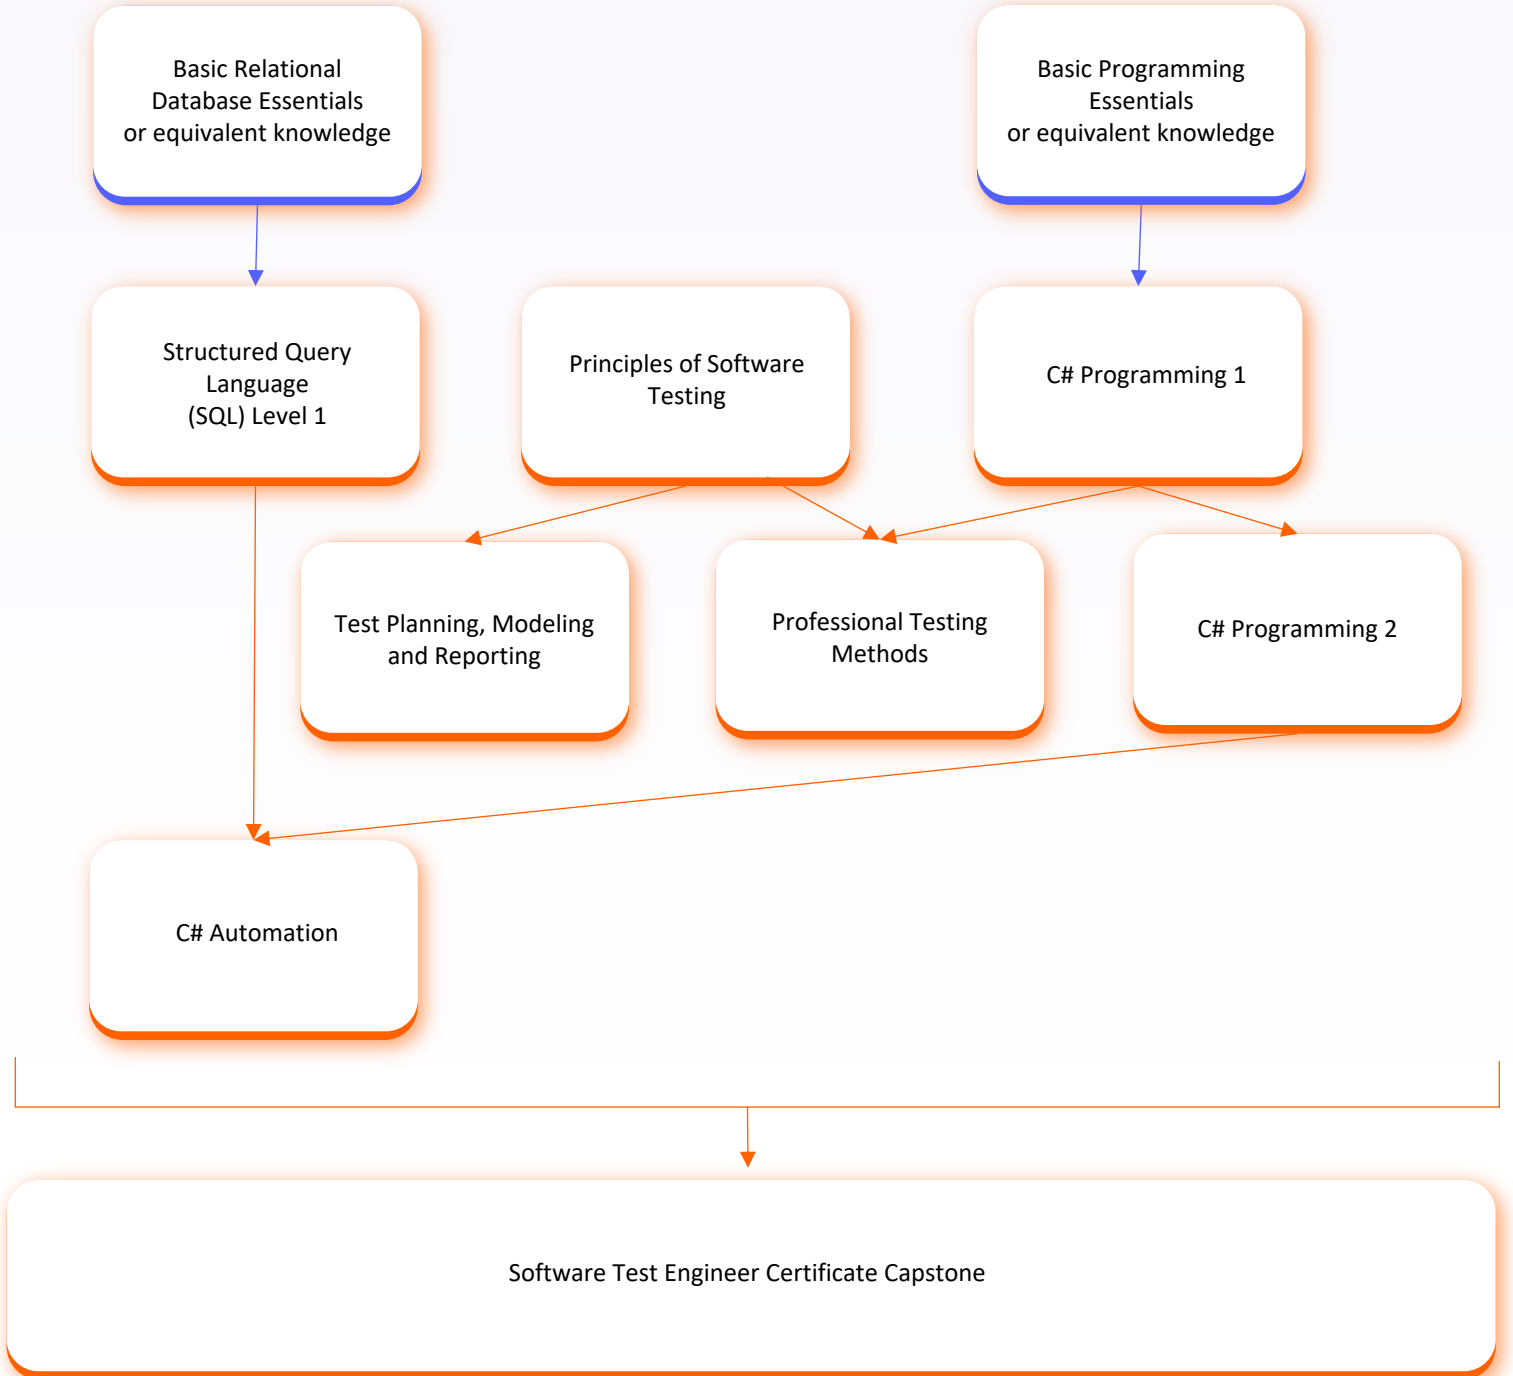 Basic Relational
Database Essentials
or equivalent knowledge
Basic Programming
Essentials
or equivalent knowledge
Structured Query
Language
(SQL) Level 1
Principles of Software
Testing
C# Programming 1
Test Planning, Modeling
and Reporting
Professional Testing
Methods
C# Programming 2
C# Automation
Software Test Engineer Certificate Capstone